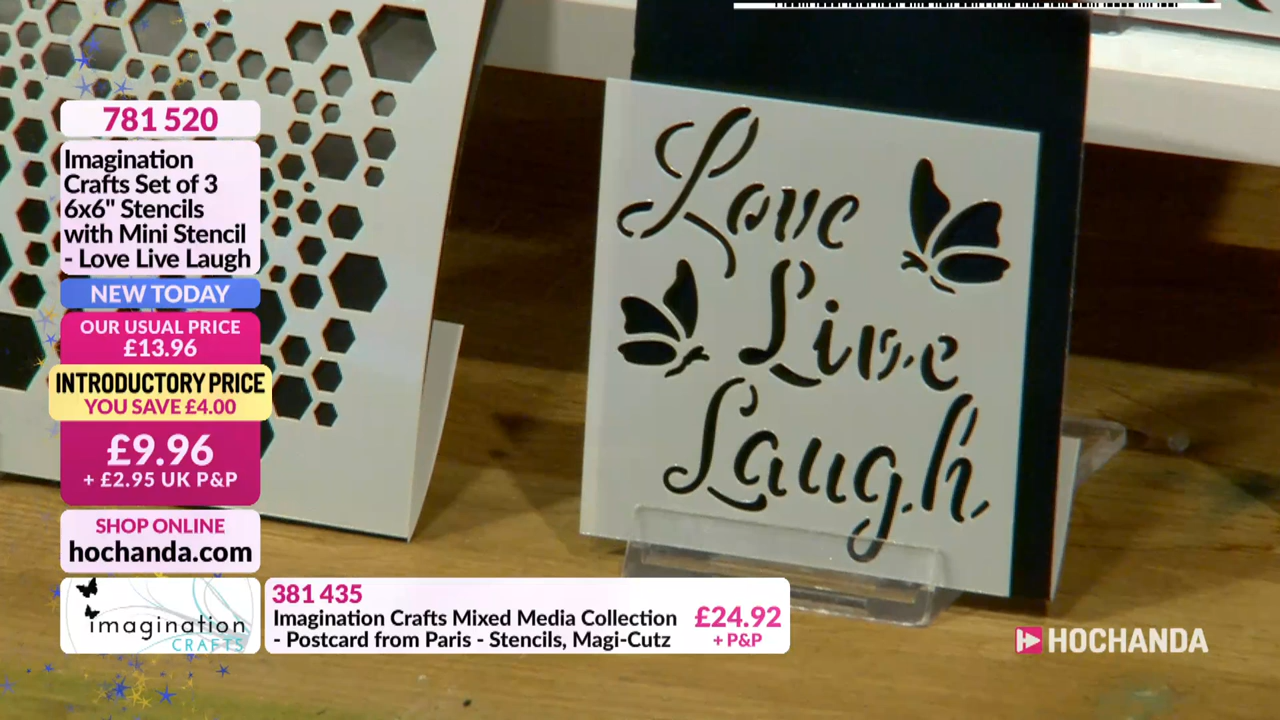 781 520
Imagination
Crafts Set of 3
6x6" Stencils
with Mini Stencil
- Love Live Laugh
NEW TODAY
OUR USUAL PRICE
£13.96
INTRODUCTORY PRICE
YOU SAVE £4.00
£9.96
+ £2.95 UK P&P
SHOP ONLINE
hochanda.com
imagination
CRAFTS
381 435
Imagination Crafts Mixed Media Collection
- Postcard from Paris - Stencils, Magi-Cutz
£24.92
+ P&P
Love
Live
Laugh
HOCHANDA